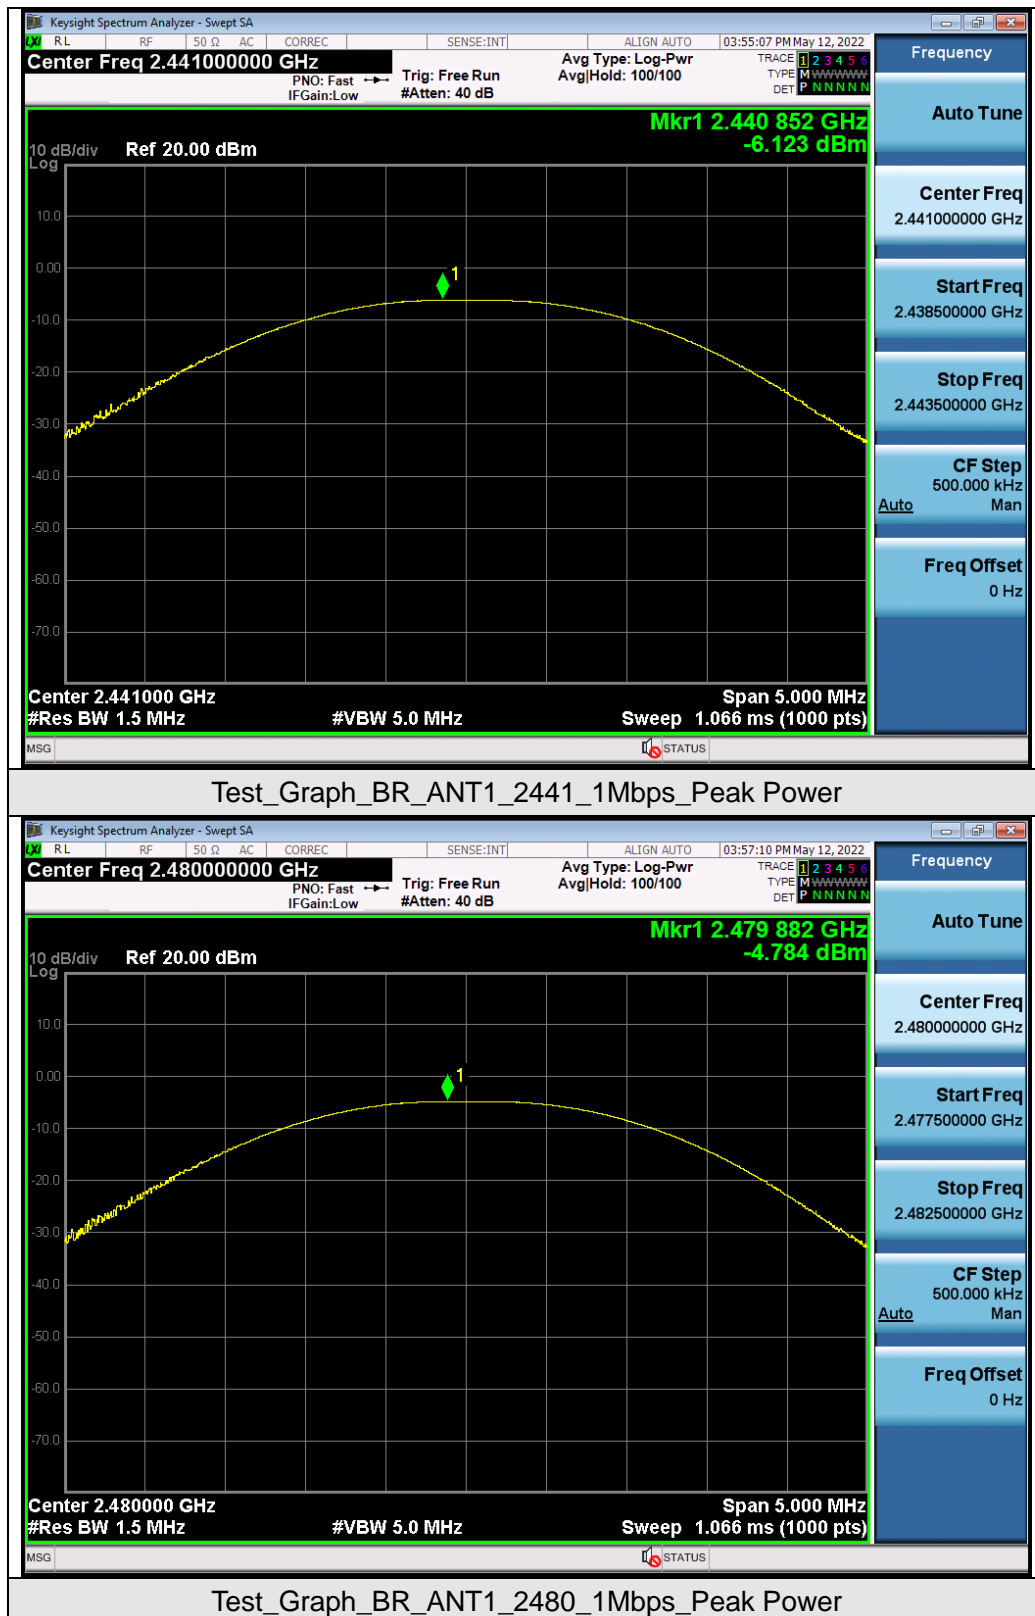 Keysight Spectrum Analyzer - Swept SA
LXI RL RF 50 Ω AC CORREC SENSE:INT ALIGN AUTO 03:55:07 PM May 12, 2022
Center Freq 2.441000000 GHz
PNO: Fast
IFGain:Low
Trig: Free Run
#Atten: 40 dB
Avg Type: Log-Pwr
Avg|Hold: 100/100
TRACE 1 2 3 4 5 6
TYPE M WWWWW
DET P N N N N N
Mkr1 2.440 852 GHz
-6.123 dBm
10 dB/div
Log
Ref 20.00 dBm
10.0
0.00
-10.0
-20.0
-30.0
-40.0
-50.0
-60.0
-70.0
1
Center 2.441000 GHz
Span 5.000 MHz
#Res BW 1.5 MHz
#VBW 5.0 MHz
Sweep 1.066 ms (1000 pts)
MSG
STATUS
Frequency
Auto Tune
Center Freq
2.441000000 GHz
Start Freq
2.438500000 GHz
Stop Freq
2.443500000 GHz
CF Step
500.000 kHz
Auto Man
Freq Offset
0 Hz
Test_Graph_BR_ANT1_2441_1Mbps_Peak Power
Keysight Spectrum Analyzer - Swept SA
LXI RL RF 50 Ω AC CORREC SENSE:INT ALIGN AUTO 03:57:10 PM May 12, 2022
Center Freq 2.480000000 GHz
PNO: Fast
IFGain:Low
Trig: Free Run
#Atten: 40 dB
Avg Type: Log-Pwr
Avg|Hold: 100/100
TRACE 1 2 3 4 5 6
TYPE M WWWWW
DET P N N N N N
Mkr1 2.479 882 GHz
-4.784 dBm
10 dB/div
Log
Ref 20.00 dBm
10.0
0.00
-10.0
-20.0
-30.0
-40.0
-50.0
-60.0
-70.0
1
Center 2.480000 GHz
Span 5.000 MHz
#Res BW 1.5 MHz
#VBW 5.0 MHz
Sweep 1.066 ms (1000 pts)
MSG
STATUS
Frequency
Auto Tune
Center Freq
2.480000000 GHz
Start Freq
2.477500000 GHz
Stop Freq
2.482500000 GHz
CF Step
500.000 kHz
Auto Man
Freq Offset
0 Hz
Test_Graph_BR_ANT1_2480_1Mbps_Peak Power